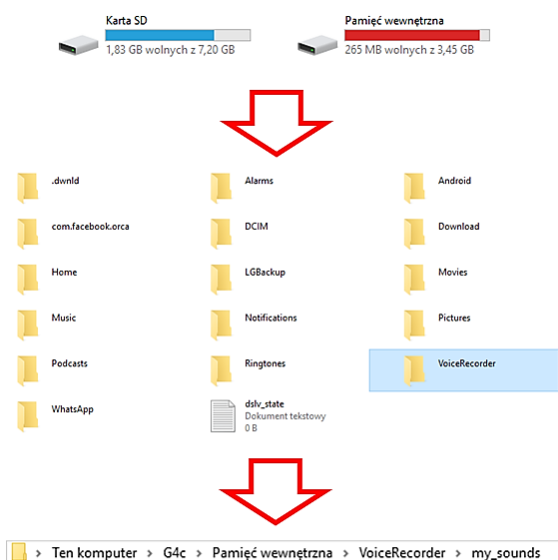 Karta SD
1,83 GB wolnych z 7,20 GB
Pamięć wewnętrzna
265 MB wolnych z 3,45 GB
.dwnld
Alarms
Android
com.facebook.orca
DCIM
Download
Home
LGBackup
Movies
Music
Notifications
Pictures
Podcasts
Ringtones
VoiceRecorder
WhatsApp
dslv_state
Dokument tekstowy
0 B
> Ten komputer > G4c > Pamięć wewnętrzna > VoiceRecorder > my_sounds